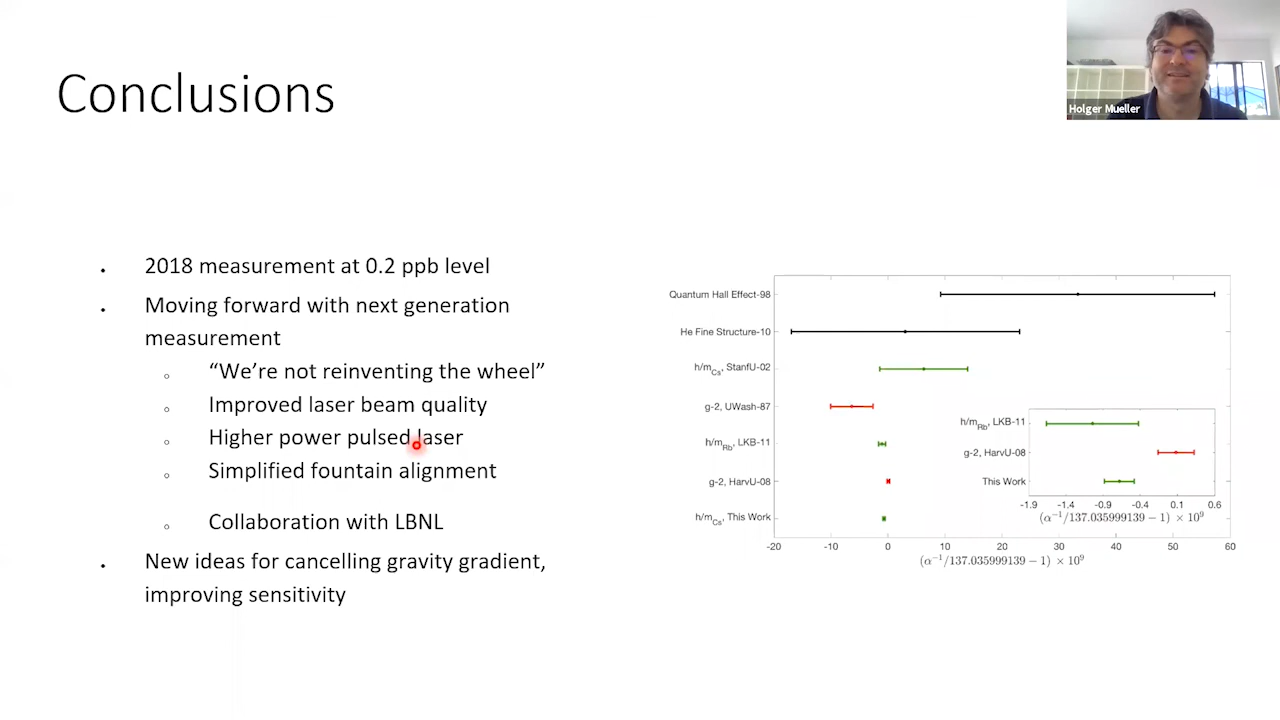 Conclusions
Holger Mueller
• 2018 measurement at 0.2 ppb level
• Moving forward with next generation
measurement
○ “We’re not reinventing the wheel”
○ Improved laser beam quality
○ Higher power pulsed laser
○ Simplified fountain alignment
○ Collaboration with LBNL
• New ideas for cancelling gravity gradient,
improving sensitivity
Quantum Hall Effect-98
He Fine Structure-10
h/m_Cs, StanfU-02
g-2, UWash-87
h/m_Rb, LKB-11
g-2, HarvU-08
h/m_Cs, This Work
-20 -10 0 10 20 30 40 50 60
(α⁻¹/137.035999139 − 1) × 10⁹
h/m_Rb, LKB-11
g-2, HarvU-08
This Work
-1.9 -1.4 -0.9 -0.4 0.1 0.6
(α⁻¹/137.035999139 − 1) × 10⁹